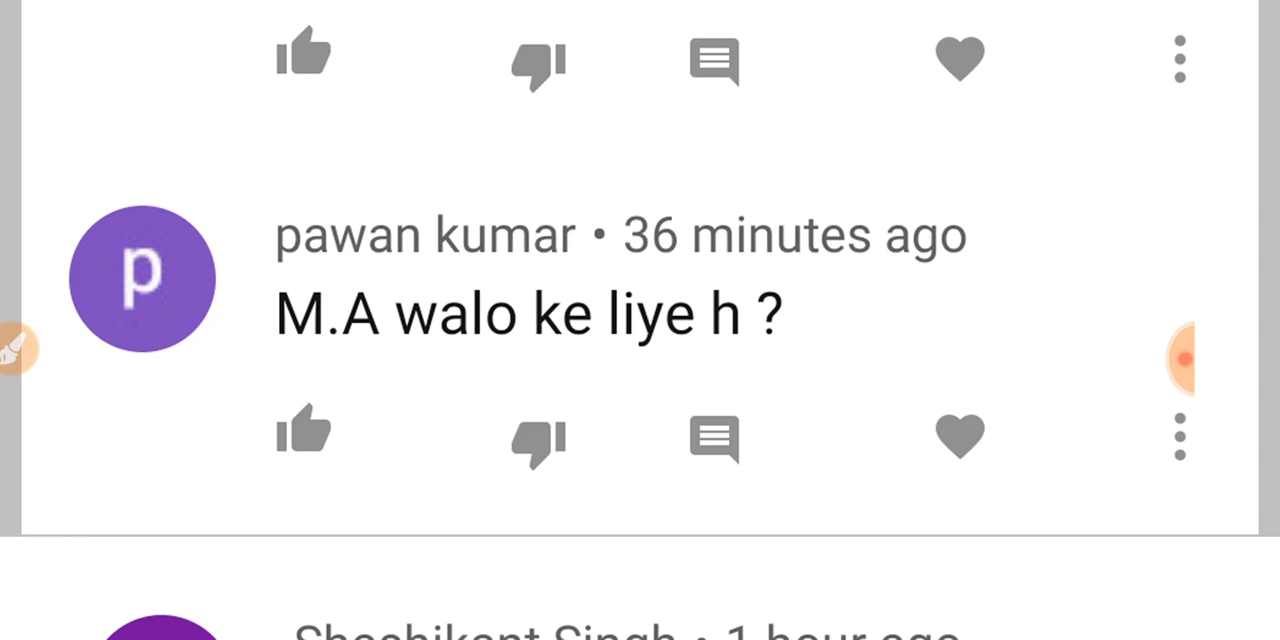 p
pawan kumar • 36 minutes ago
M.A walo ke liye h ?
Shashikant Singh • 1 hour ago